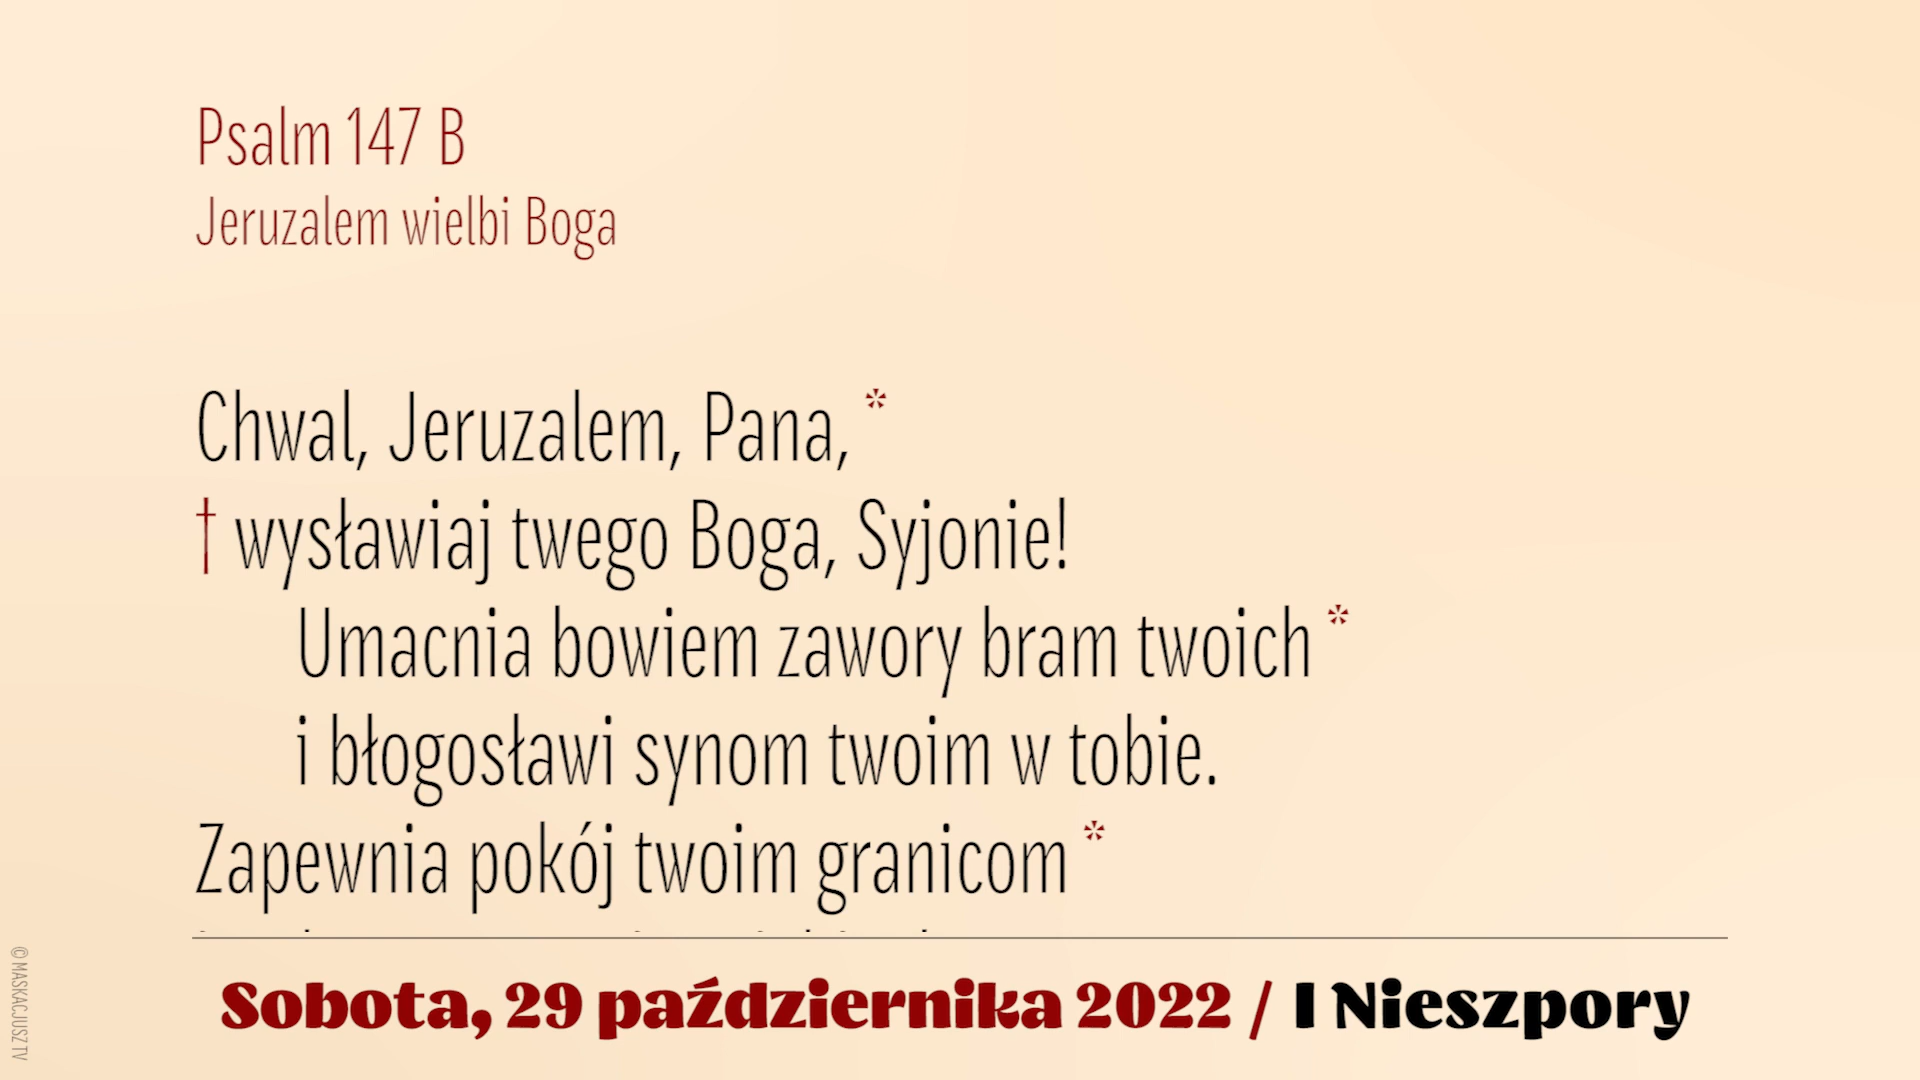 Psalm 147 B
Jeruzalem wielbi Boga
Chwal, Jeruzalem, Pana, *
† wysławiaj twego Boga, Syjonie!
Umacnia bowiem zawory bram twoich *
i błogosławi synom twoim w tobie.
Zapewnia pokój twoim granicom *
Sobota, 29 października 2022 / I Nieszpory
© MASKACJUSZ TV